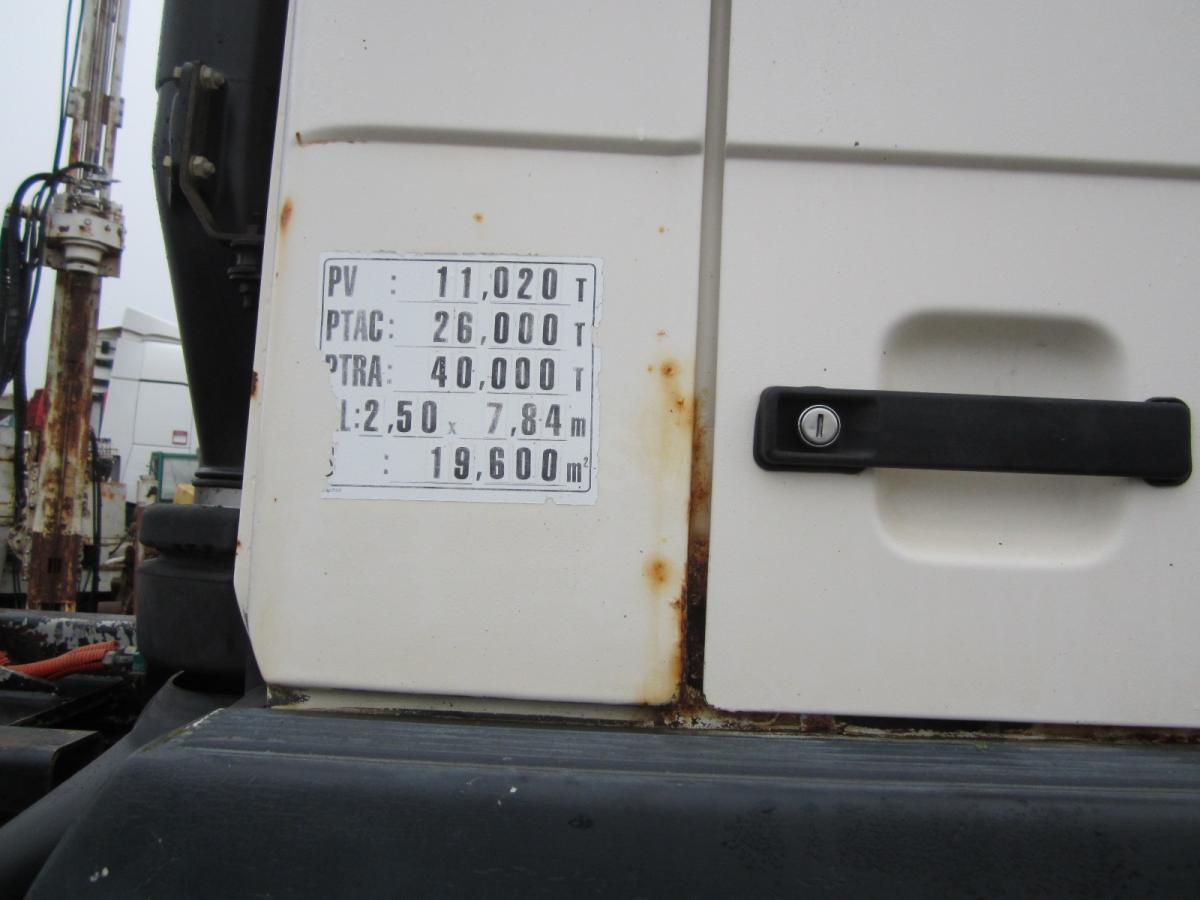 PV : 11,020 T
PTAC: 26,000 T
PTRA: 40,000 T
L:2,50 x 7,84 m
: 19,600 m²